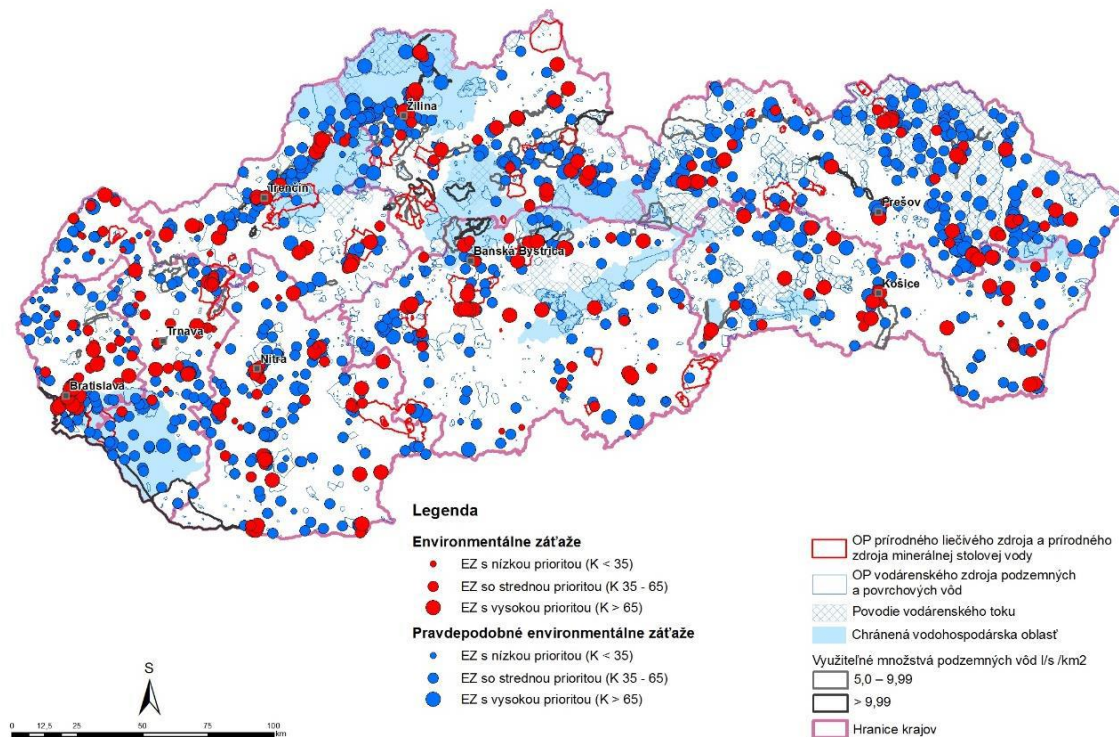 Žilina
Trenčín
Prešov
Banská Bystrica
Košice
Trnava
Nitra
Bratislava
Legenda
Environmentálne záťaže
EZ s nízkou prioritou (K < 35)
EZ so strednou prioritou (K 35 - 65)
EZ s vysokou prioritou (K > 65)
Pravdepodobné environmentálne záťaže
EZ s nízkou prioritou (K < 35)
EZ so strednou prioritou (K 35 - 65)
EZ s vysokou prioritou (K > 65)
OP prírodného liečivého zdroja a prírodného
zdroja minerálnej stolovej vody
OP vodárenského zdroja podzemných
a povrchových vôd
Povodie vodárenského toku
Chránená vodohospodárska oblasť
Využiteľné množstvá podzemných vôd l/s /km2
5,0 – 9,99
> 9,99
Hranice krajov
S
0 12,5 25 50 75 100
km